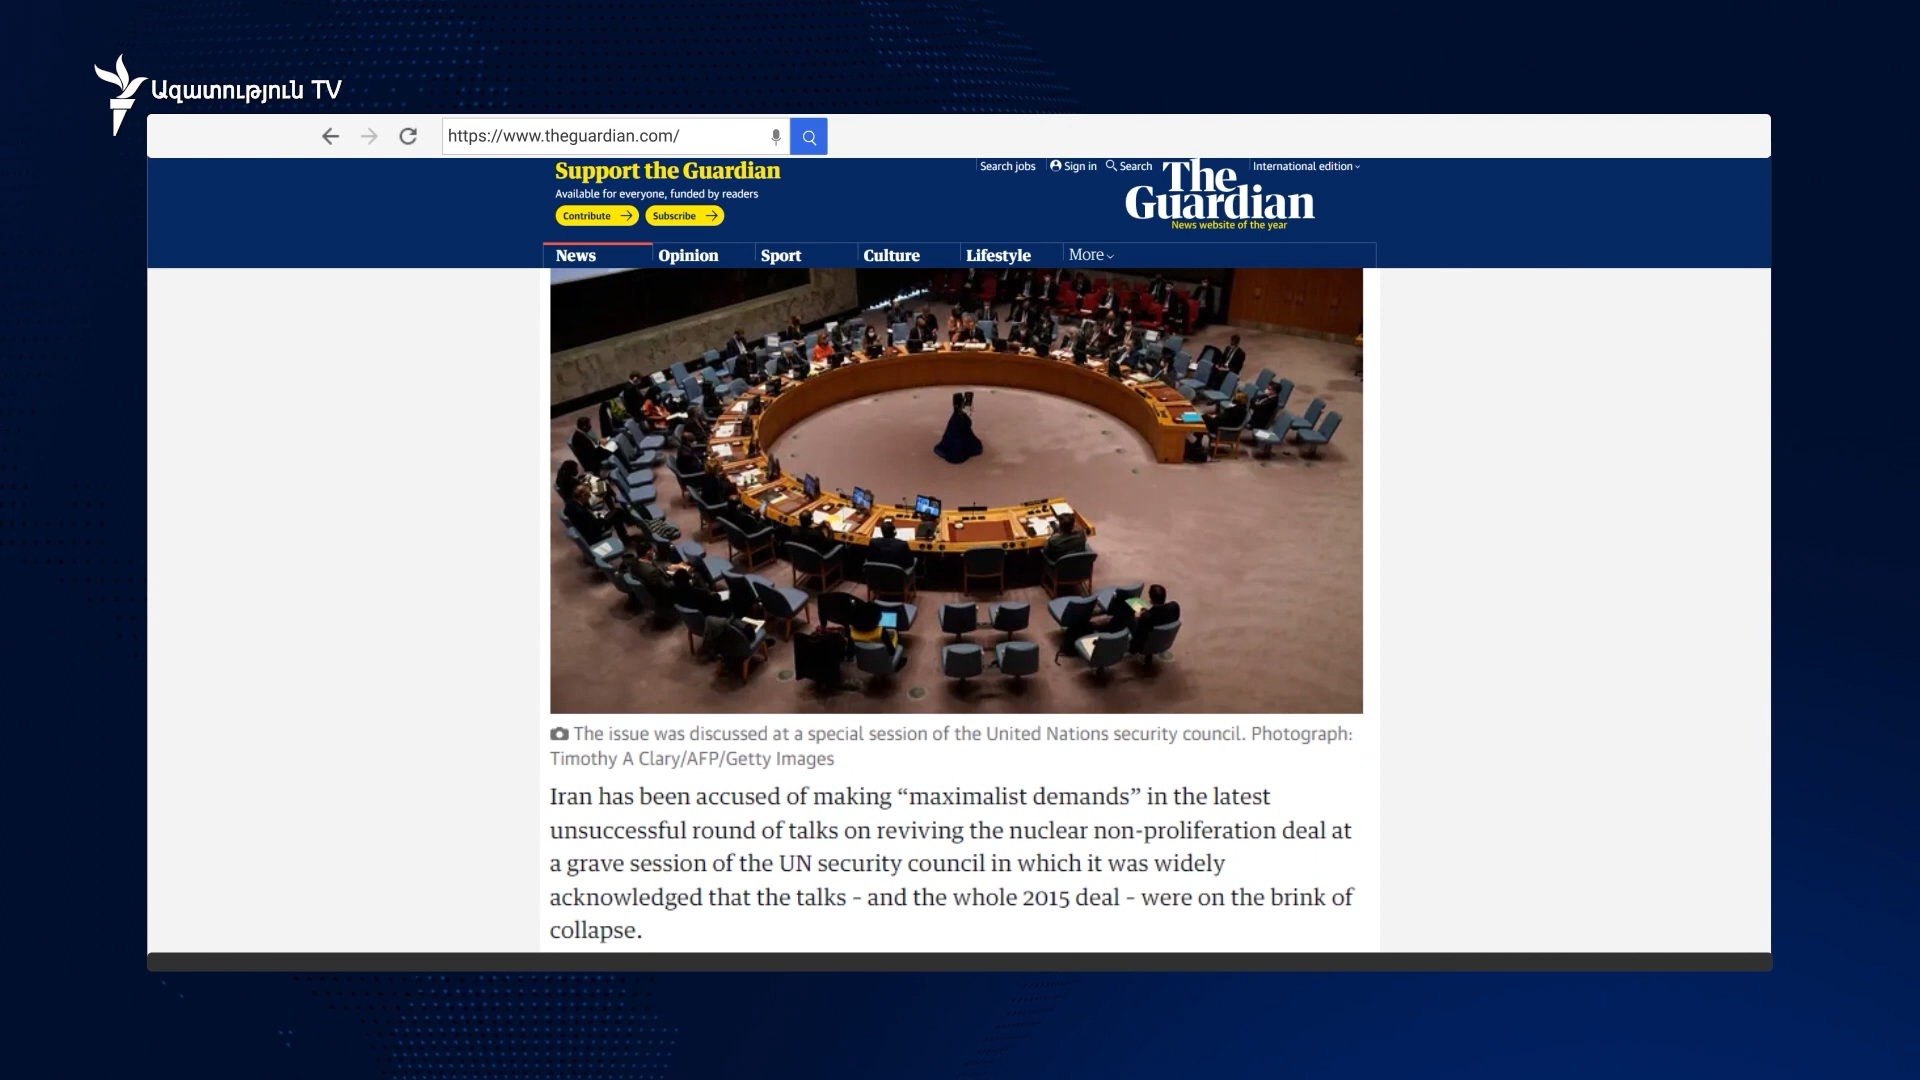 Ազատություն TV
https://www.theguardian.com/
Support the Guardian
Available for everyone, funded by readers
Contribute
Subscribe
Search jobs
Sign in
Search
International edition
The
Guardian
News website of the year
News
Opinion
Sport
Culture
Lifestyle
More
The issue was discussed at a special session of the United Nations security council. Photograph:
Timothy A Clary/AFP/Getty Images
Iran has been accused of making “maximalist demands” in the latest
unsuccessful round of talks on reviving the nuclear non-proliferation deal at
a grave session of the UN security council in which it was widely
acknowledged that the talks – and the whole 2015 deal – were on the brink of
collapse.